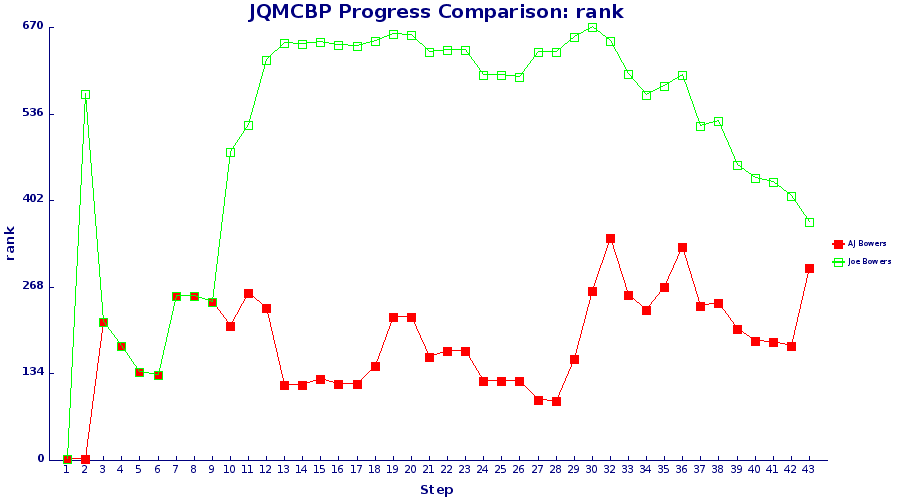 JQMCBP Progress Comparison: rank
670
536
402
268
134
0
rank
1 2 3 4 5 6 7 8 9 10 11 12 13 14 15 16 17 18 19 20 21 22 23 24 25 26 27 28 29 30 32 33 34 35 36 37 38 39 40 41 42 43
Step
AJ Bowers
Joe Bowers